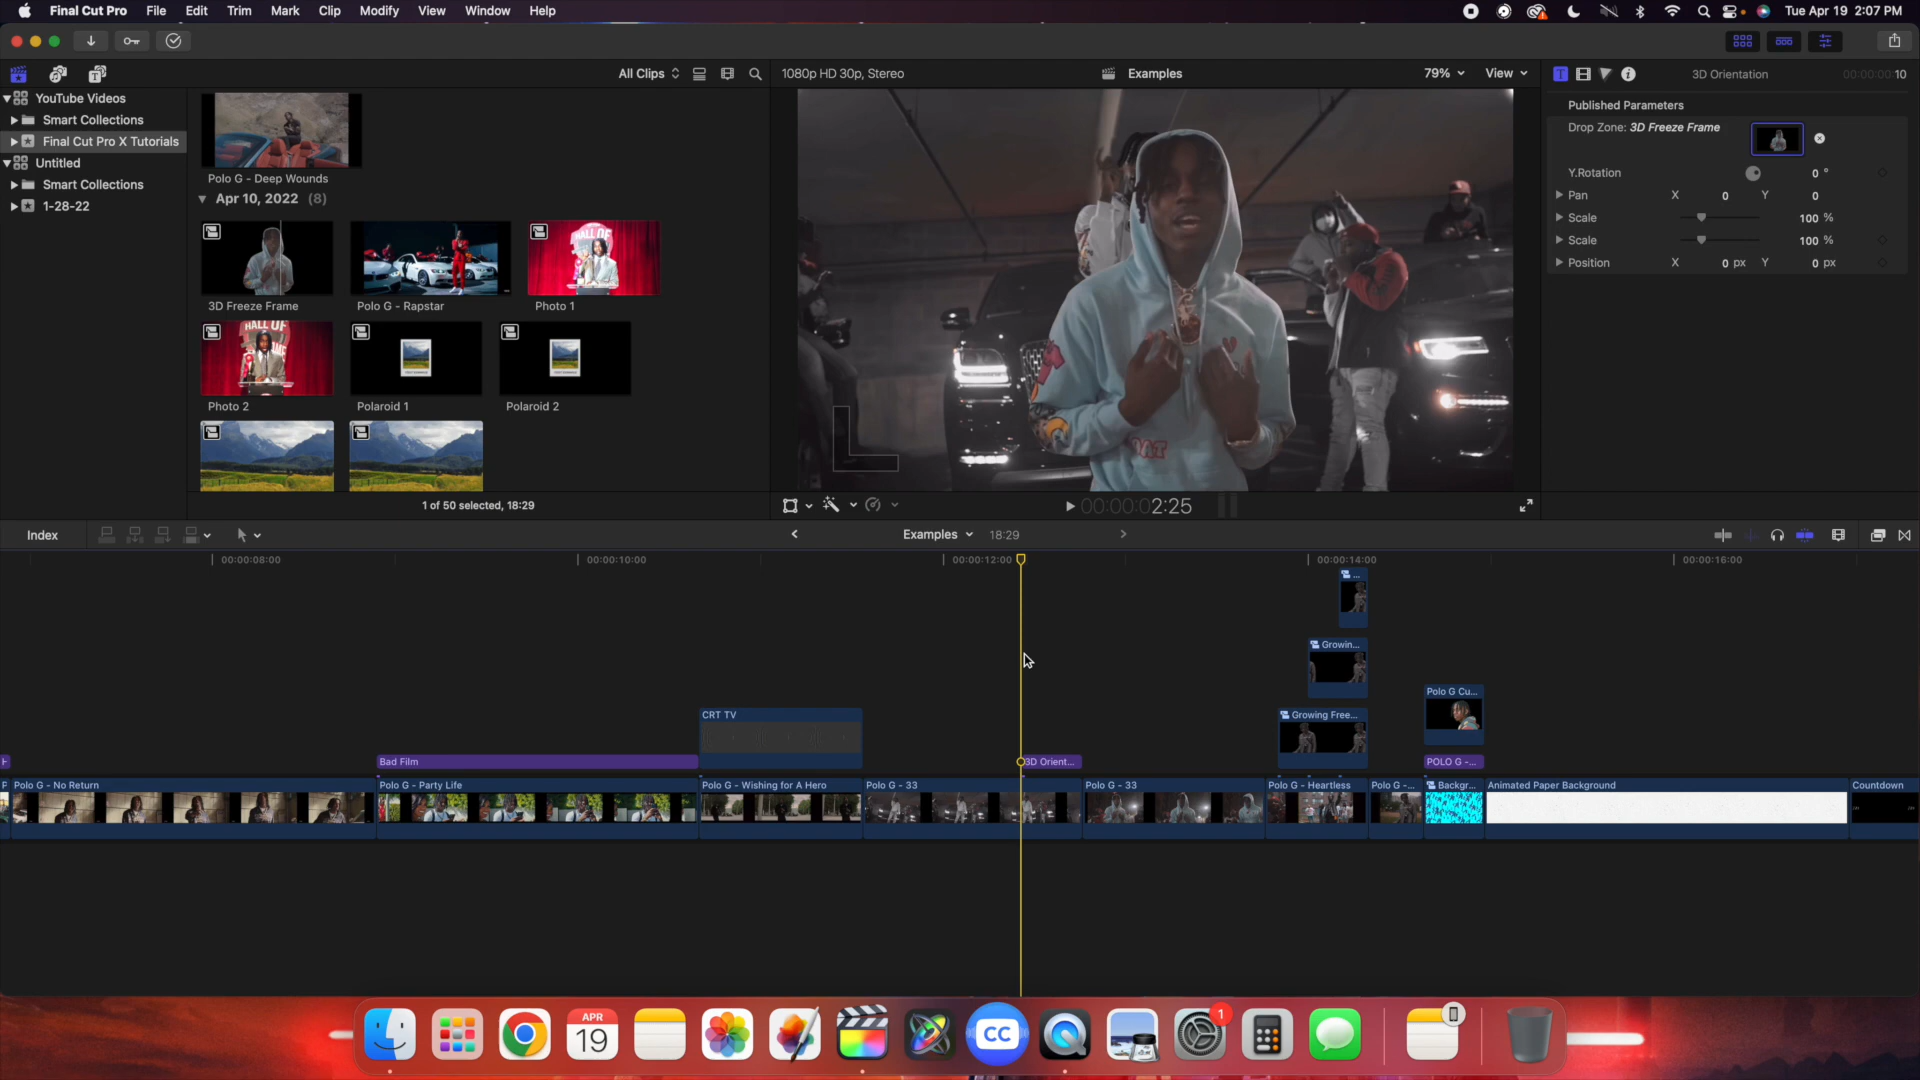 Final Cut Pro File Edit Trim Mark Clip Modify View Window Help
Tue Apr 19 2:07 PM
All Clips
1080p HD 30p, Stereo
Examples
79%
View
3D Orientation
00:00:00:10
YouTube Videos
Smart Collections
Final Cut Pro X Tutorials
Untitled
Smart Collections
1-28-22
Polo G - Deep Wounds
Apr 10, 2022 (8)
3D Freeze Frame
Polo G - Rapstar
Photo 1
Photo 2
Polaroid 1
Polaroid 2
1 of 50 selected, 18:29
Published Parameters
Drop Zone: 3D Freeze Frame
Y.Rotation 0 °
Pan X 0 Y 0
Scale 100 %
Scale 100 %
Position X 0 px Y 0 px
00:00:02:25
Index
Examples
18:29
00:00:08:00
00:00:10:00
00:00:12:00
00:00:14:00
00:00:16:00
...
Growin...
Polo G Cu...
CRT TV
Growing Free...
Bad Film
3D Orient...
POLO G -...
Polo G - No Return
Polo G - Party Life
Polo G - Wishing for A Hero
Polo G - 33
Polo G - 33
Polo G - Heartless
Polo G -...
Backgr...
Animated Paper Background
Countdown
APR
19
CC
1